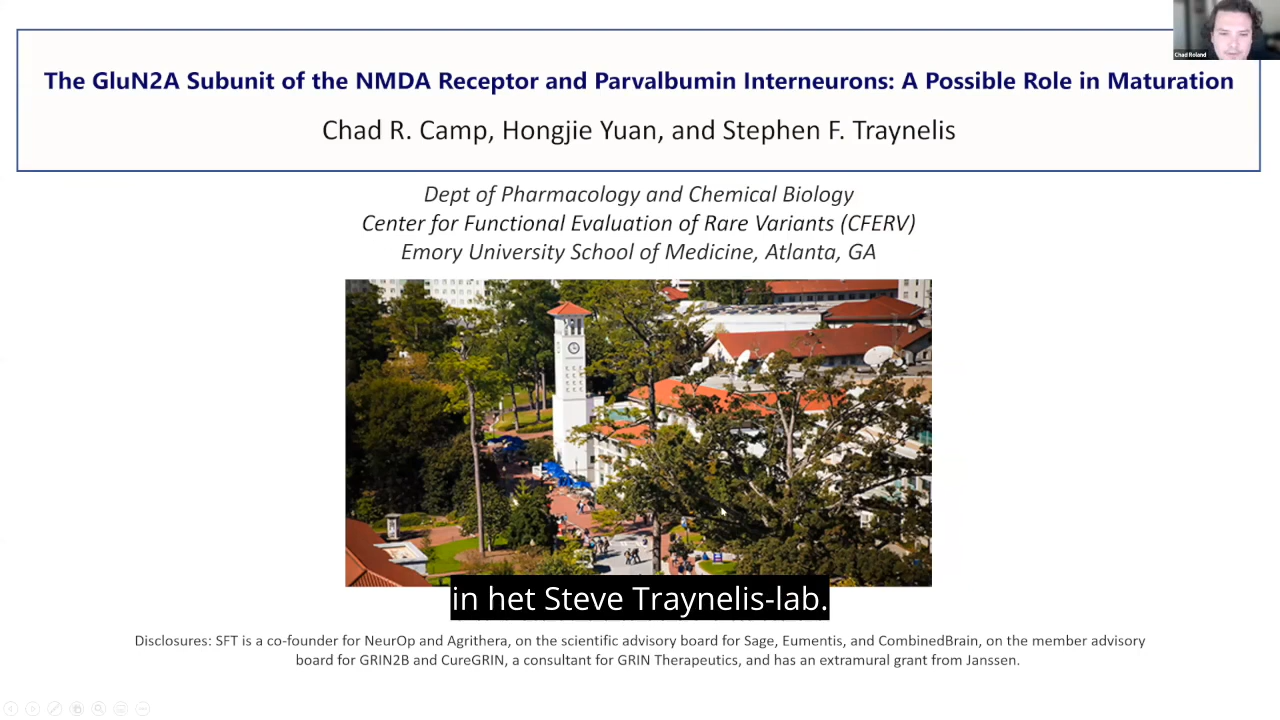 Chad Roland
The GluN2A Subunit of the NMDA Receptor and Parvalbumin Interneurons: A Possible Role in Maturation
Chad R. Camp, Hongjie Yuan, and Stephen F. Traynelis
Dept of Pharmacology and Chemical Biology
Center for Functional Evaluation of Rare Variants (CFERV)
Emory University School of Medicine, Atlanta, GA
in het Steve Traynelis-lab.
Disclosures: SFT is a co-founder for NeurOp and Agrithera, on the scientific advisory board for Sage, Eumentis, and CombinedBrain, on the member advisory
board for GRIN2B and CureGRIN, a consultant for GRIN Therapeutics, and has an extramural grant from Janssen.